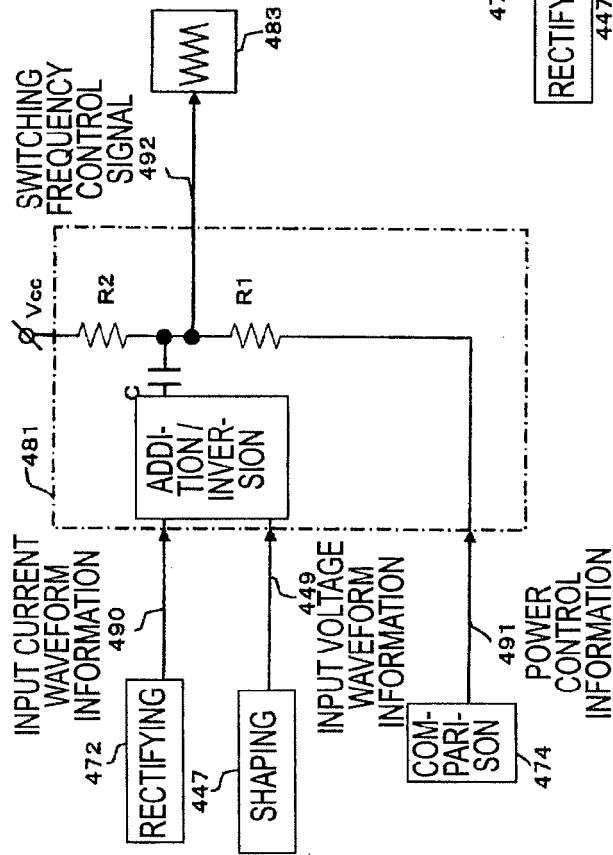 SWITCHING
FREQUENCY
CONTROL
SIGNAL
492
483
481
Vcc
R2
R1
C
ADDI-
TION/
INVER-
SION
INPUT CURRENT
WAVEFORM
INFORMATION
490
472
RECTIFYING
449
INPUT VOLTAGE
WAVEFORM
INFORMATION
447
SHAPING
491
POWER
CONTROL
INFORMATION
COM-
PARI-
SON
474
47
RECTIFY
447